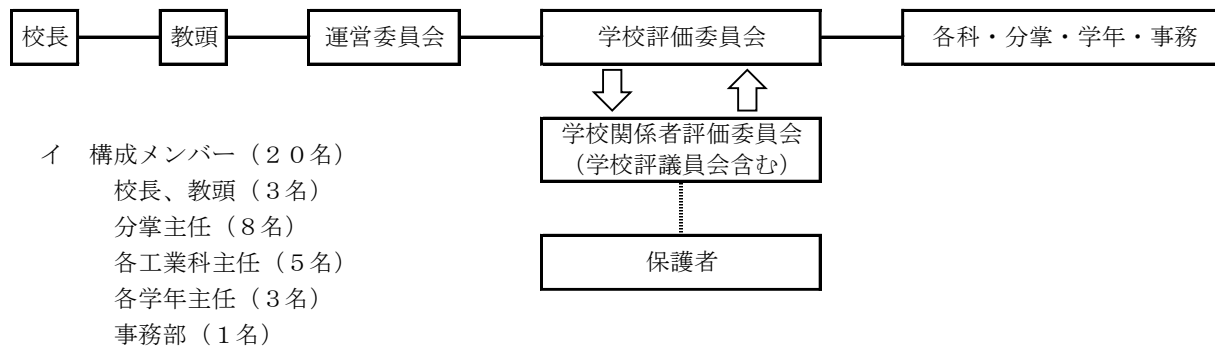 校長
教頭
運営委員会
学校評価委員会
各科・分掌・学年・事務
学校関係者評価委員会
（学校評議員会含む）
保護者
イ　構成メンバー（２０名）
校長、教頭（３名）
分掌主任（８名）
各工業科主任（５名）
各学年主任（３名）
事務部（１名）